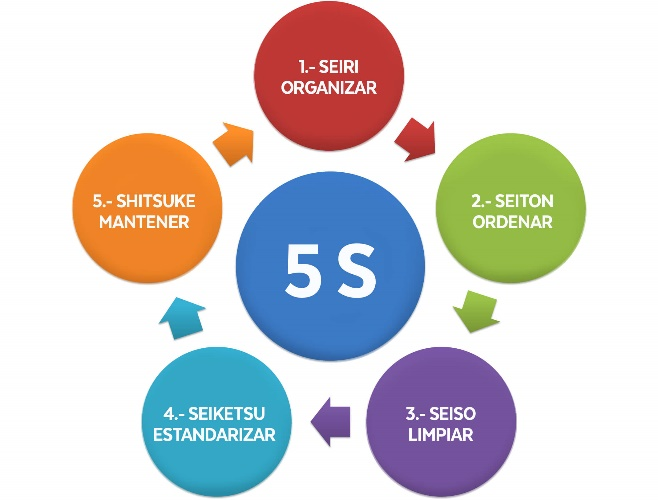 1.- SEIRI
ORGANIZAR
2.- SEITON
ORDENAR
3.- SEISO
LIMPIAR
4.- SEIKETSU
ESTANDARIZAR
5.- SHITSUKE
MANTENER
5 S